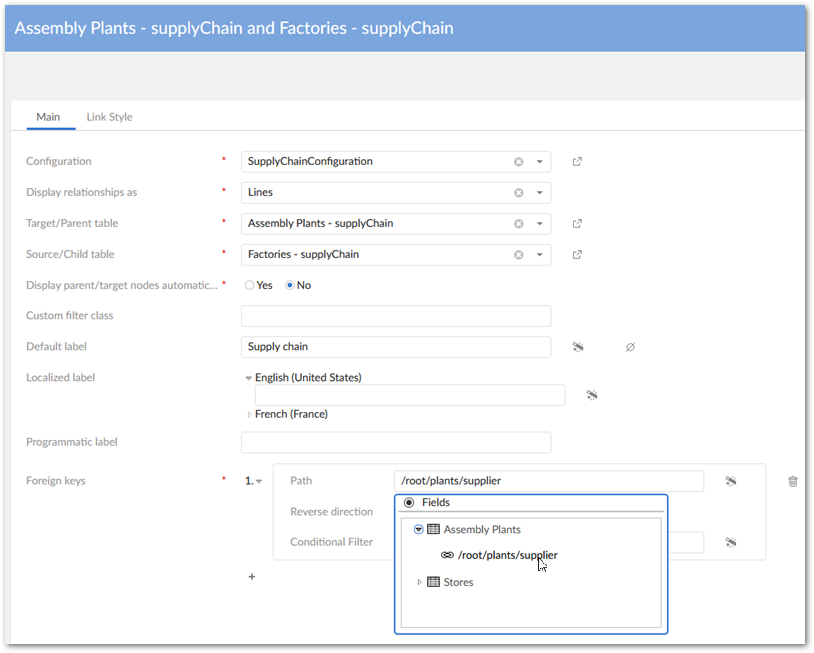 Assembly Plants - supplyChain and Factories - supplyChain
Main Link Style
Configuration * SupplyChainConfiguration
Display relationships as * Lines
Target/Parent table * Assembly Plants - supplyChain
Source/Child table * Factories - supplyChain
Display parent/target nodes automatic... * Yes No
Custom filter class
Default label Supply chain
Localized label English (United States)
French (France)
Programmatic label
Foreign keys * 1. Path /root/plants/supplier
Fields
Reverse direction
Assembly Plants
Conditional Filter
/root/plants/supplier
+
Stores